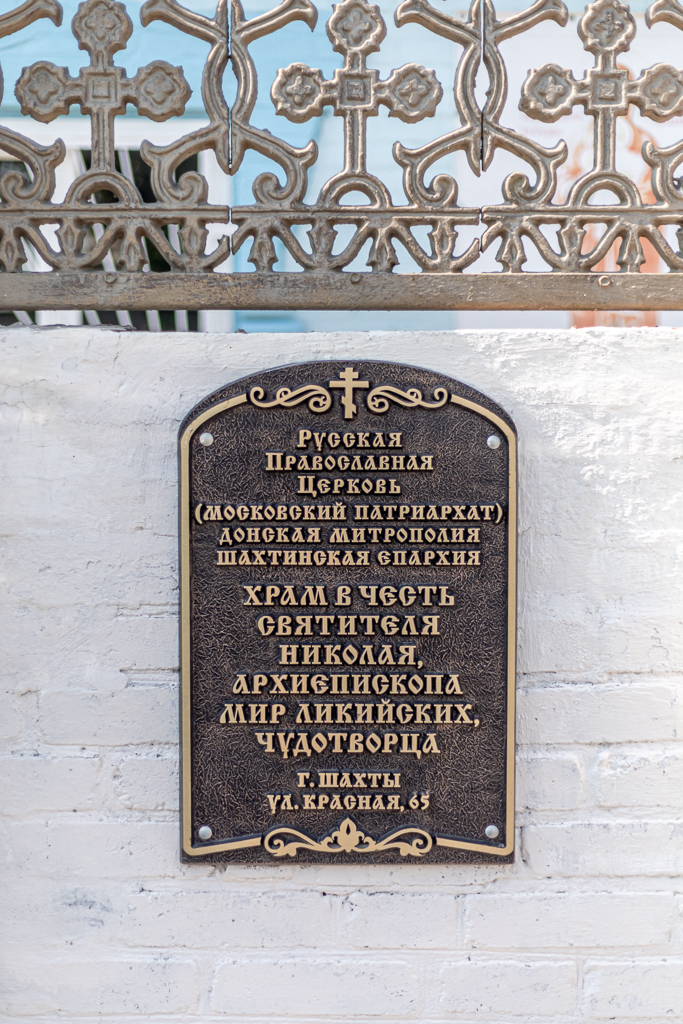 Русская
Православная
Церковь
(МОСКОВСКИЙ ПАТРИАРХАТ)
ДОНСКАЯ МИТРОПОЛИЯ
ШАХТИНСКАЯ ЕПАРХИЯ
ХРАМ В ЧЕСТЬ
СВЯТИТЕЛЯ
НИКОЛАЯ,
АРХИЕПИСКОПА
МИР ЛИКИЙСКИХ,
ЧУДОТВОРЦА
Г. ШАХТЫ
УЛ. КРАСНАЯ, 65